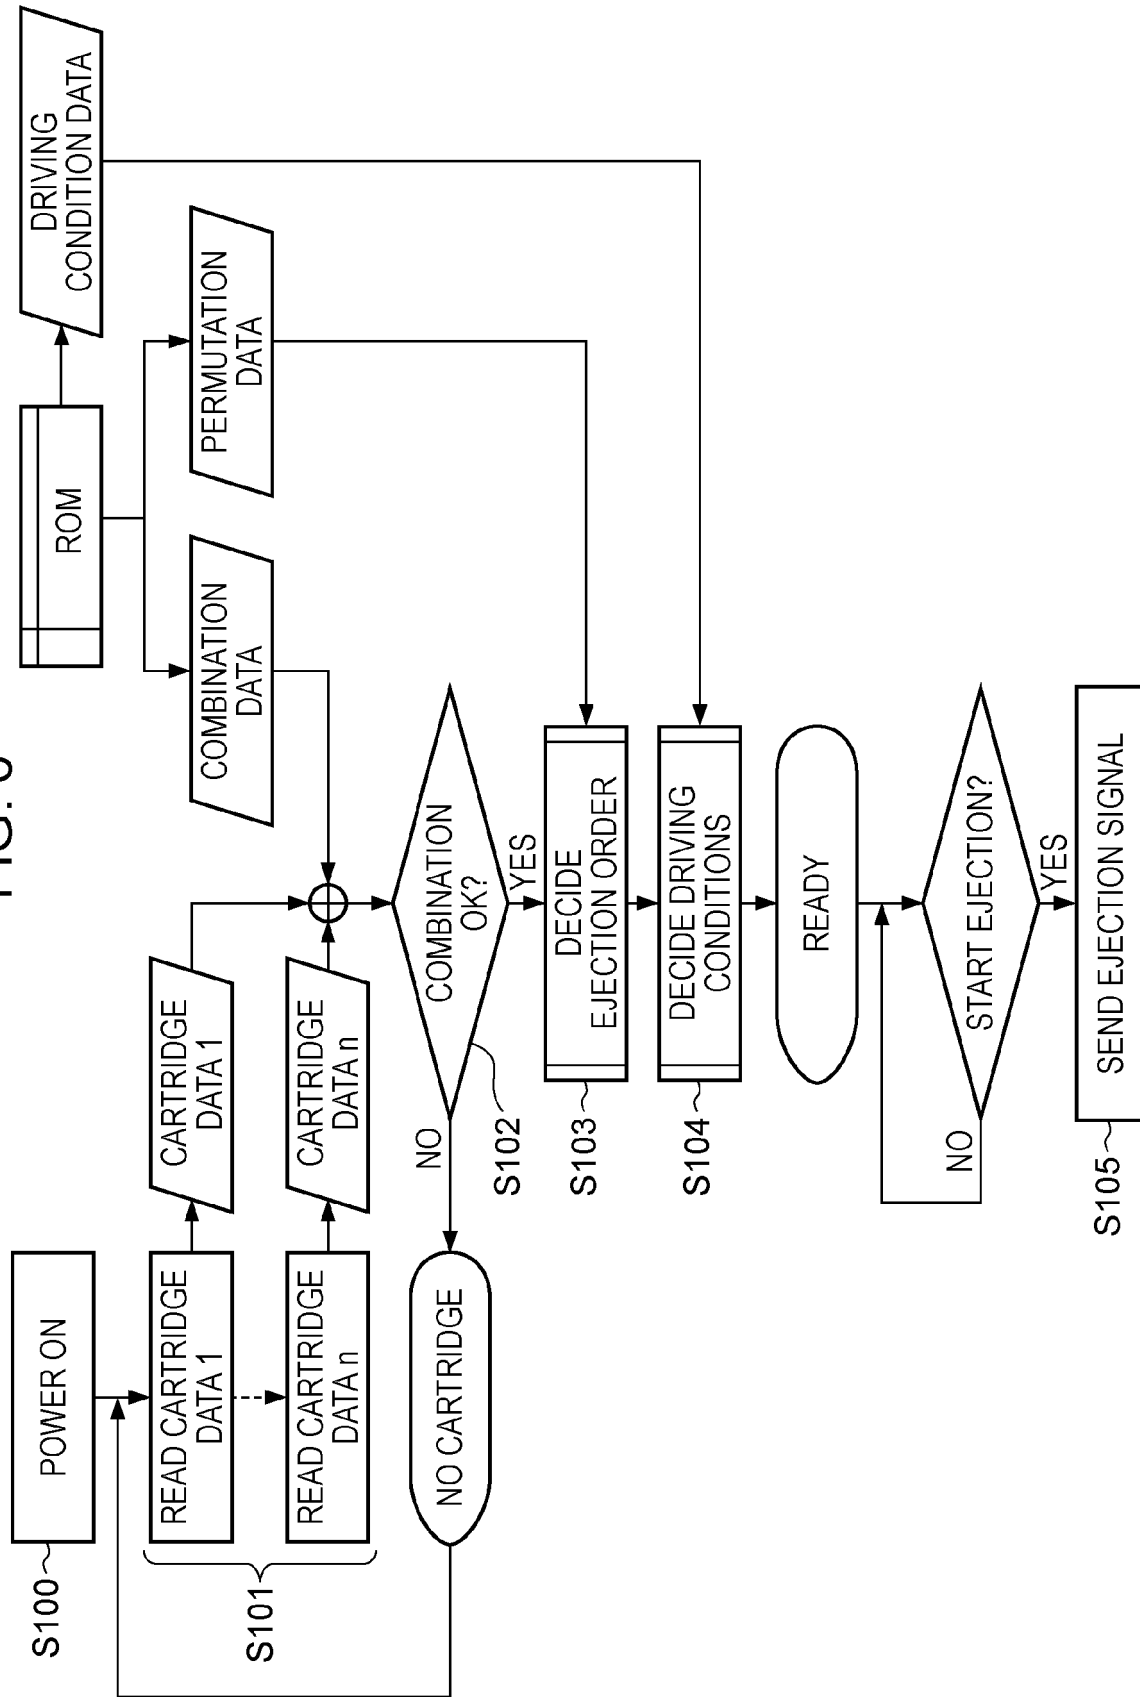 FIG.
POWER ON
S100
ROM
DRIVING
CONDITION DATA
READ CARTRIDGE
DATA 1
CARTRIDGE
DATA 1
COMBINATION
DATA
PERMUTATION
DATA
S101
READ CARTRIDGE
DATA n
CARTRIDGE
DATA n
NO CARTRIDGE
NO
COMBINATION
OK?
S102
YES
S103
DECIDE
EJECTION ORDER
S104
DECIDE DRIVING
CONDITIONS
READY
NO
START EJECTION?
YES
S105
SEND EJECTION SIGNAL